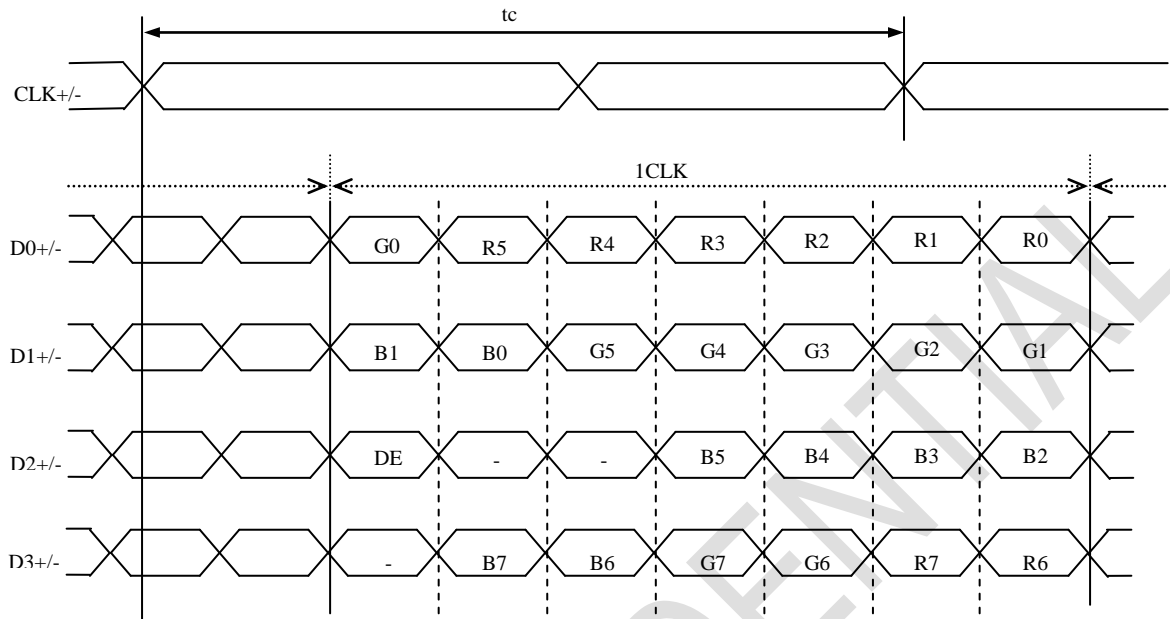 tc
CLK+/-
1CLK
D0+/- G0 R5 R4 R3 R2 R1 R0
D1+/- B1 B0 G5 G4 G3 G2 G1
D2+/- DE - - B5 B4 B3 B2
D3+/- - B7 B6 G7 G6 R7 R6
DENTIAL